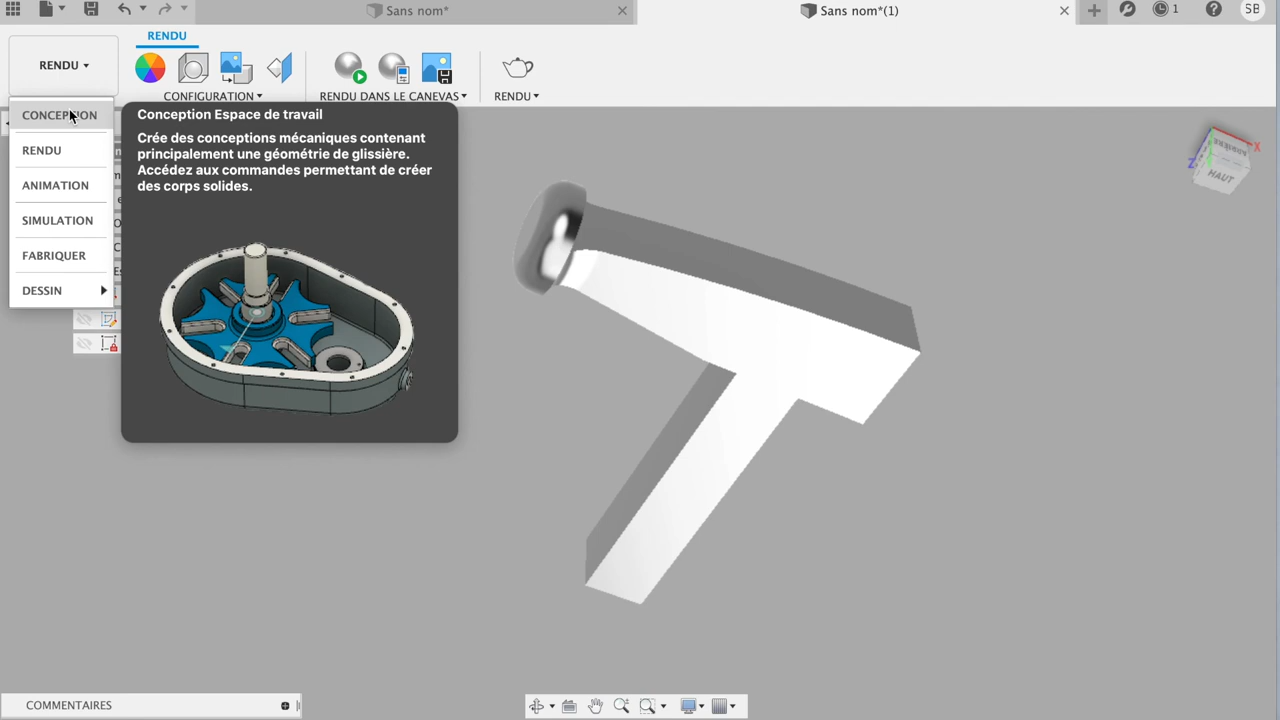 Sans nom*
Sans nom*(1)
1
SB
RENDU
RENDU
CONFIGURATION
RENDU DANS LE CANEVAS
RENDU
CONCEPTION
RENDU
ANIMATION
SIMULATION
FABRIQUER
DESSIN
Conception Espace de travail
Crée des conceptions mécaniques contenant
principalement une géométrie de glissière.
Accédez aux commandes permettant de créer
des corps solides.
X
Z
HAUT
COMMENTAIRES